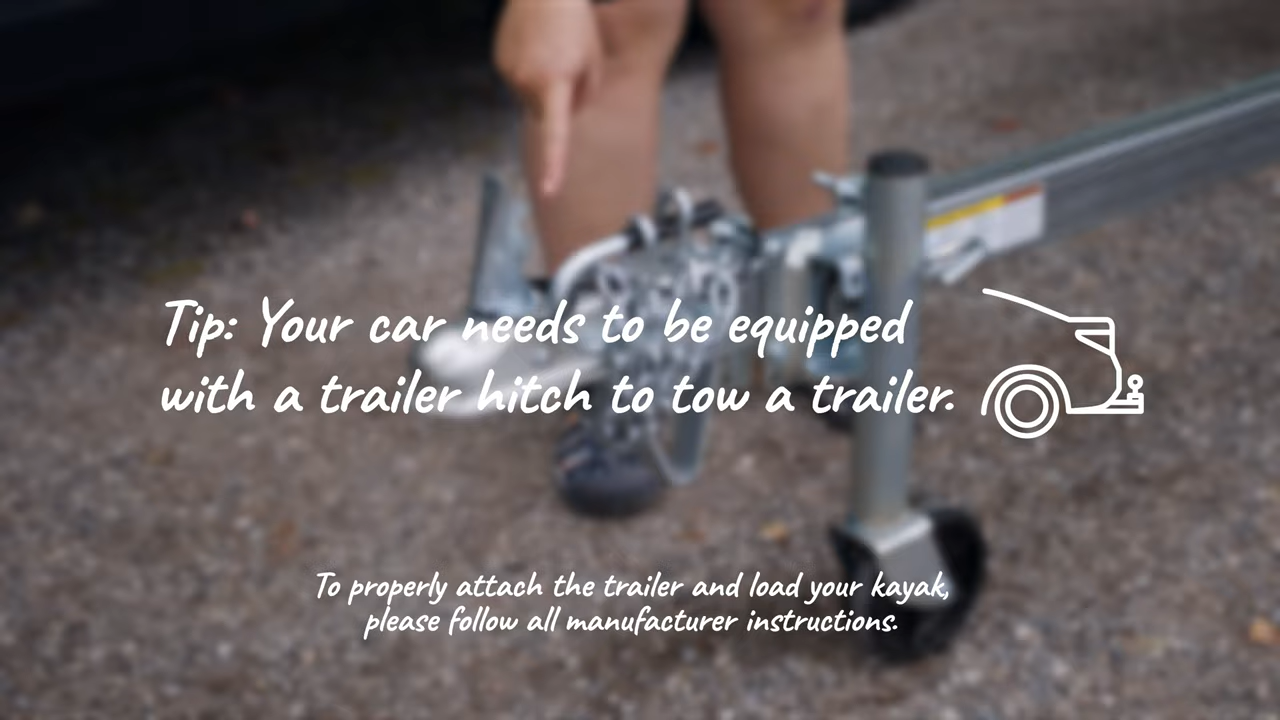 Tip: Your car needs to be equipped
with a trailer hitch to tow a trailer.
To properly attach the trailer and load your kayak,
please follow all manufacturer instructions.